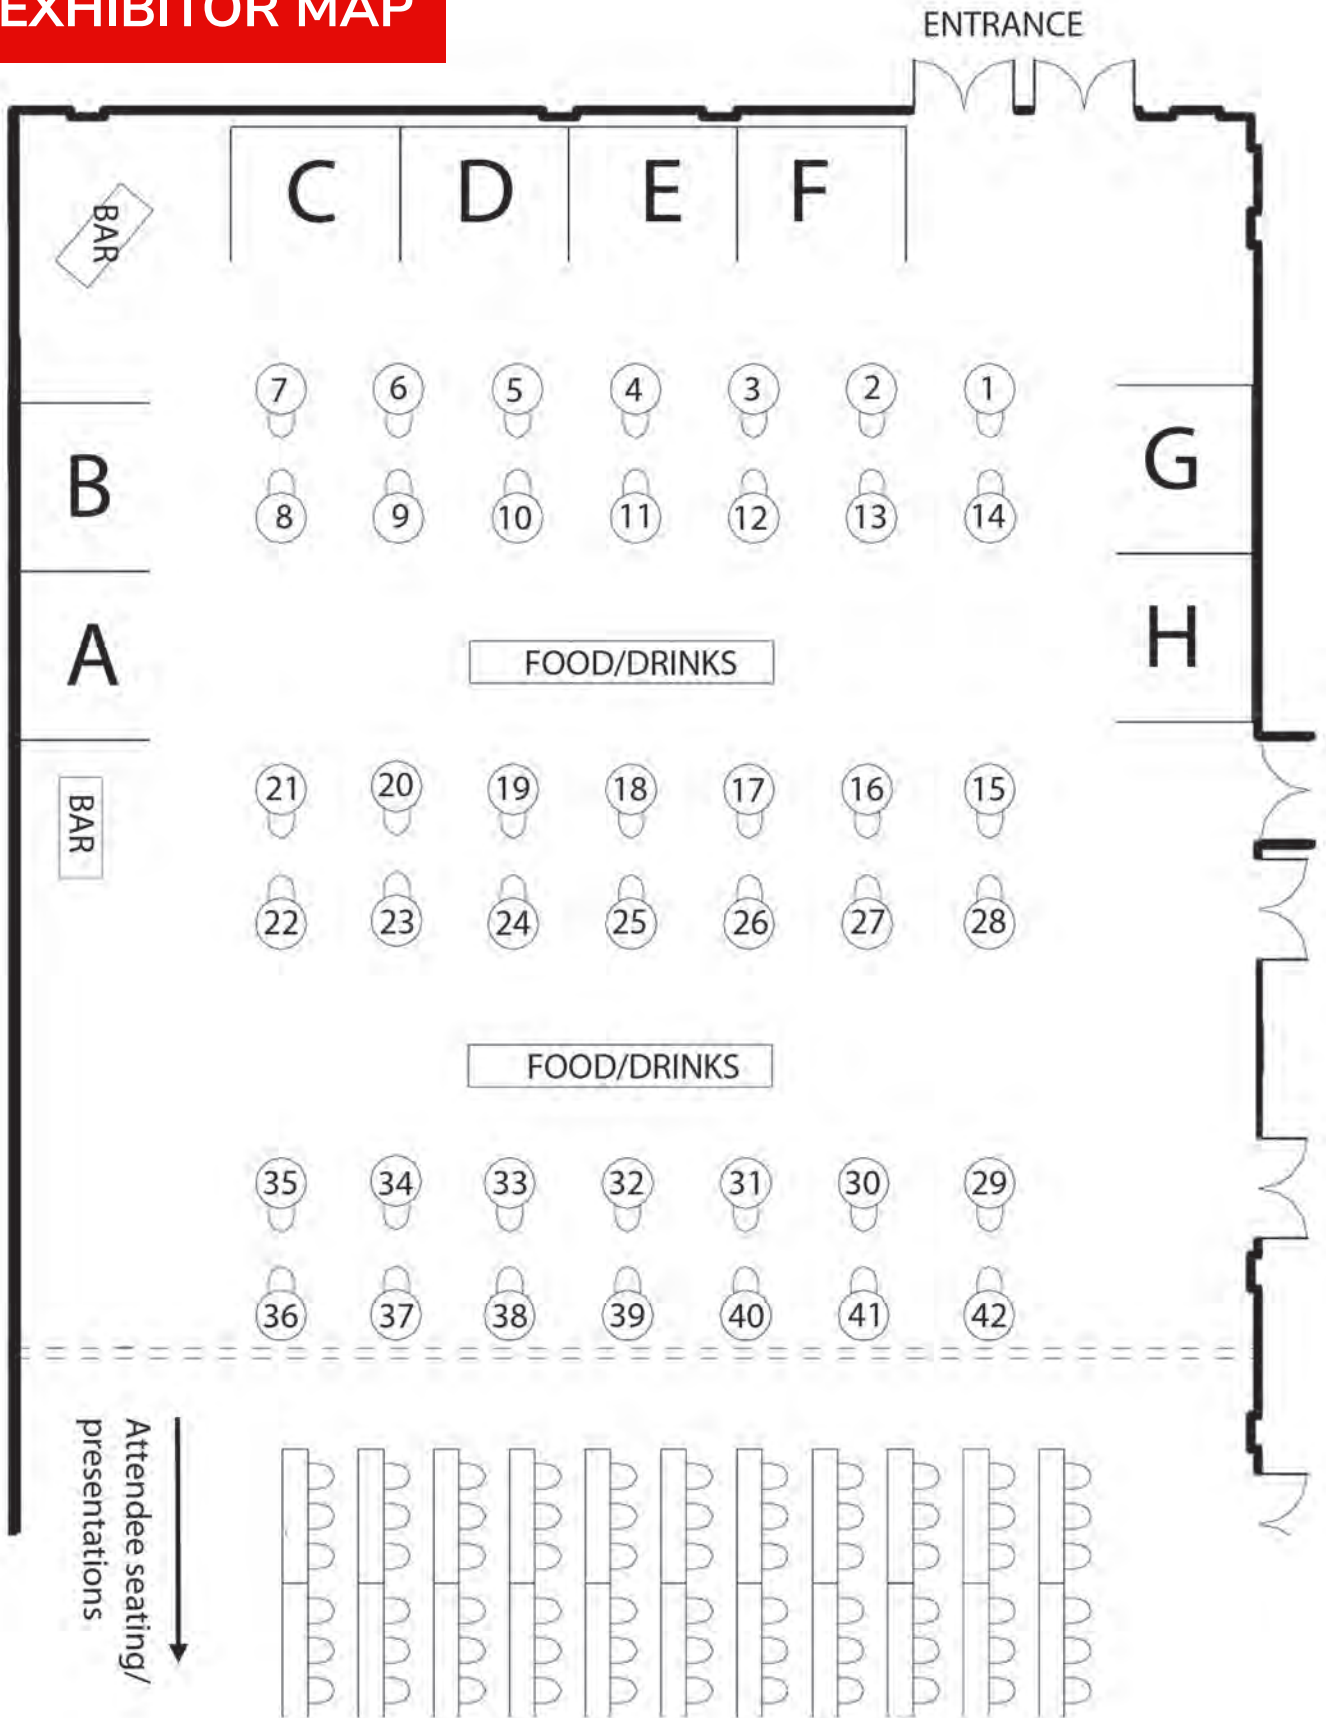 EXHIBITOR MAP
ENTRANCE
C D E F
BAR
7 6 5 4 3 2 1
B
G
8 9 10 11 12 13 14
A
H
FOOD/DRINKS
21 20 19 18 17 16 15
BAR
22 23 24 25 26 27 28
FOOD/DRINKS
35 34 33 32 31 30 29
36 37 38 39 40 41 42
Attendee seating/
presentations